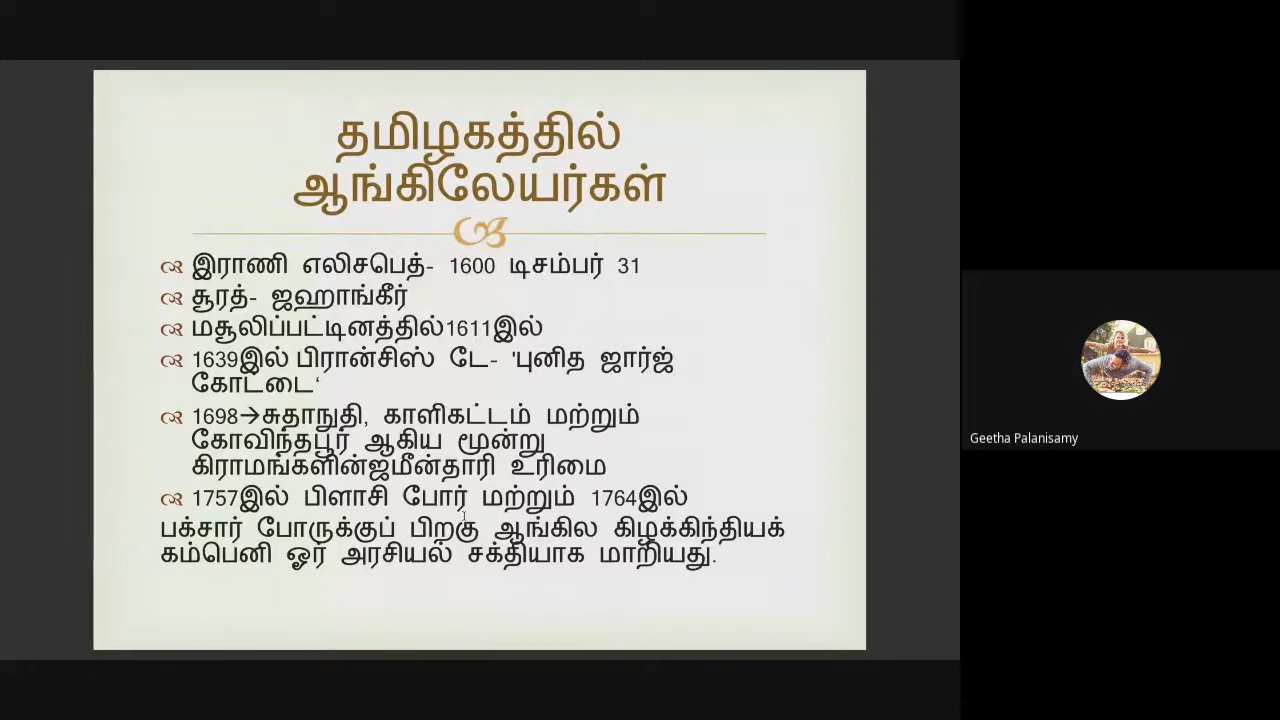 தமிழகத்தில்
ஆங்கிலேயர்கள்
இராணி எலிசபெத்- 1600 டிசம்பர் 31
சூரத்- ஜஹாங்கீர்
மசூலிப்பட்டினத்தில்1611இல்
1639இல் பிரான்சிஸ் டே- 'புனித ஜார்ஜ்
கோட்டை‘
1698→சுதாநுதி, காளிகட்டம் மற்றும்
கோவிந்தபூர் ஆகிய மூன்று
கிராமங்களின்ஜமீன்தாரி உரிமை
1757இல் பிளாசி போர் மற்றும் 1764இல்
பக்சார் போருக்குப் பிறகு ஆங்கில கிழக்கிந்தியக்
கம்பெனி ஓர் அரசியல் சக்தியாக மாறியது.
Geetha Palanisamy